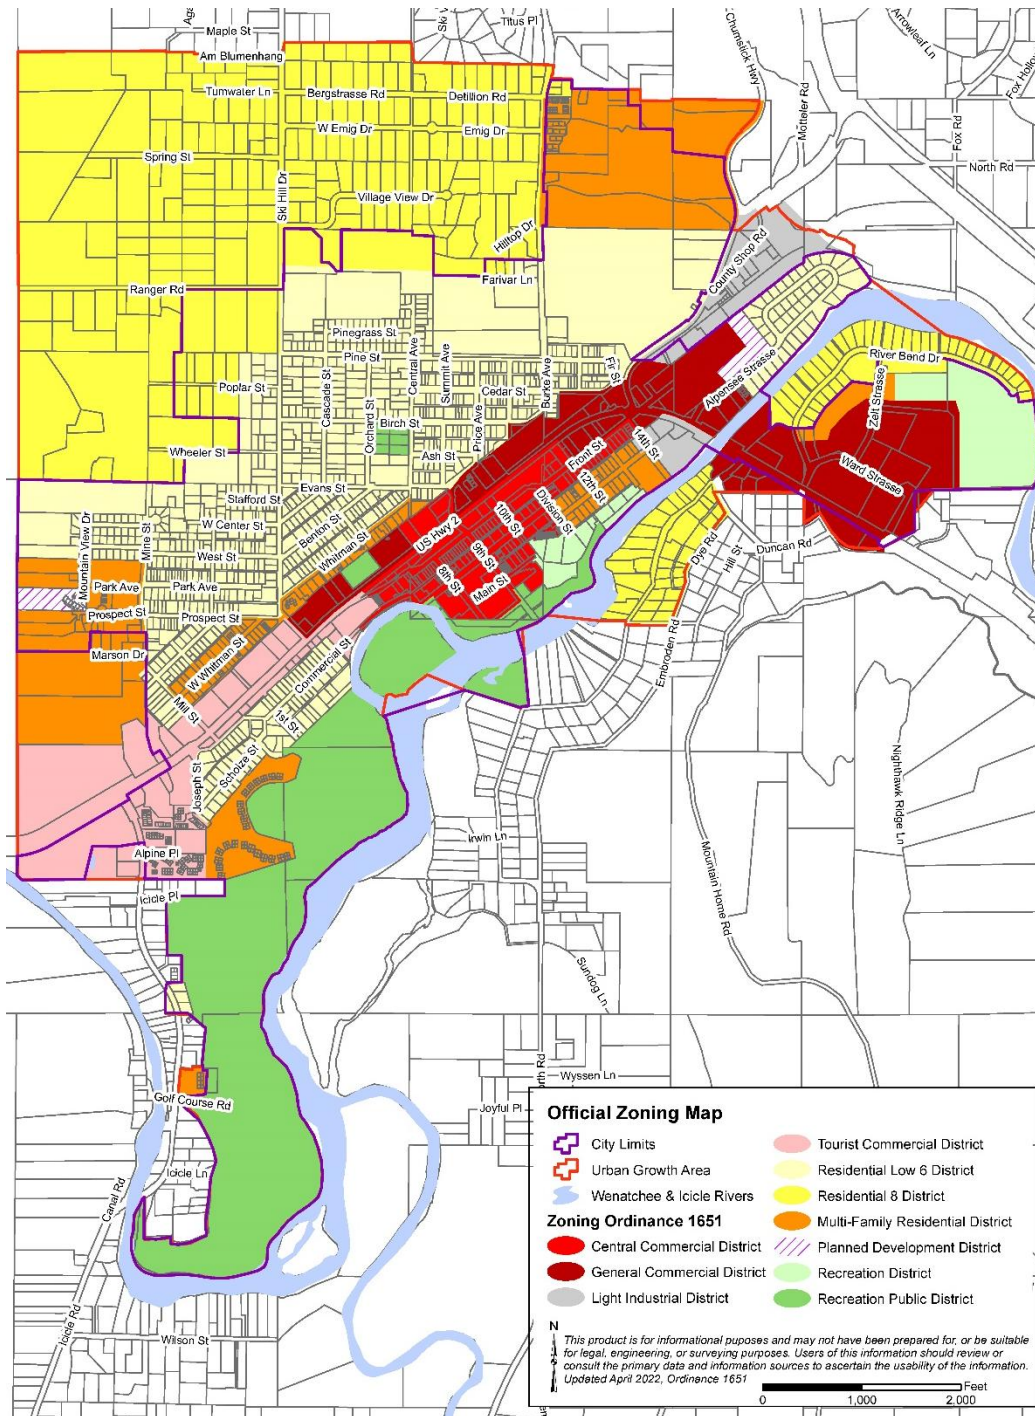 Maple St
Ski
Titus Pl
Am Blumenhang
Chumstick Hwy
Arrowleaf Ln
Tumwater Ln
Bergstrasse Rd
Detillion Rd
Motteler Rd
W Emig Dr
Emig Dr
Fox Rd
Spring St
North Rd
Ski Hill Dr
Village View Dr
Hilltop Dr
County Shop Rd
Farivar Ln
Ranger Rd
Pinegrass St
Pine St
Central Ave
Summit Ave
Burke Ave
Fir St
River Bend Dr
Alpensee Strasse
Zelt Strasse
Poplar St
Cascade St
Cedar St
Orchard St
Birch St
Price Ave
Ash St
Front St
14th St
Wheeler St
Ward Strasse
Evans St
12th St
Stafford St
Benton St
10th St
Division St
Mountain View Dr
Mine St
W Center St
US Hwy 2
Whitman St
Dye Rd
Hill St
Duncan Rd
West St
9th St
8th St
Main St
Park Ave
Park Ave
Prospect St
Prospect St
Marson Dr
W Whitman St
Commercial St
Embroden Rd
Mill St
1st St
Joseph St
Scholze St
Nighthawk Ridge Ln
Irwin Ln
Alpine Pl
Mountain Home Rd
Icicle Pl
Sundog Ln
Wyssen Ln
Golf Course Rd
Joyful Pl
Icicle Ln
Canal Rd
Icicle Rd
Wilson St
Official Zoning Map
City Limits
Urban Growth Area
Wenatchee & Icicle Rivers
Zoning Ordinance 1651
Central Commercial District
General Commercial District
Light Industrial District
Tourist Commercial District
Residential Low 6 District
Residential 8 District
Multi-Family Residential District
Planned Development District
Recreation District
Recreation Public District
N
This product is for informational puposes and may not have been prepared for, or be suitable
for legal, engineering, or surveying purposes. Users of this information should review or
consult the primary data and information sources to ascertain the usability of the information.
Updated April 2022, Ordinance 1651
Feet
0
1,000
2,000